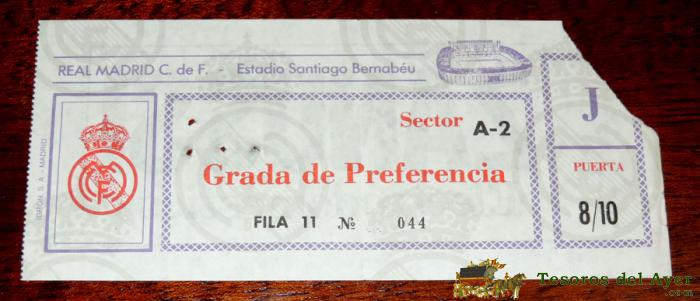 REAL MADRID C. de F. - Estadio Santiago Bernabéu
Sector A-2
Grada de Preferencia
FILA 11 Nº 044
J
PUERTA
8/10
Tesoros del Ayer
.com